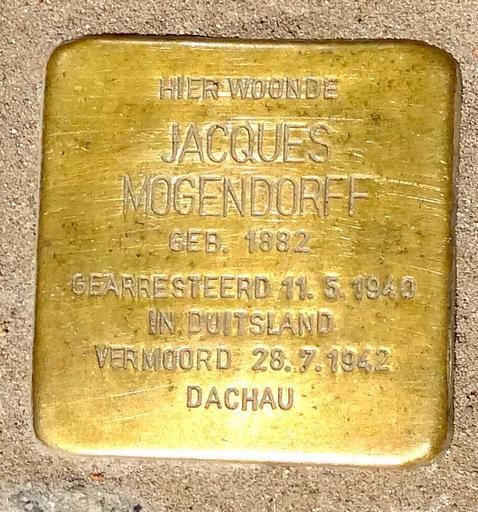 HIER WOONDE
JACQUES
MOGENDORFF
GEB. 1882
GEARRESTEERD 11.5.1940
IN DUITSLAND
VERMOORD 28.7.1942
DACHAU